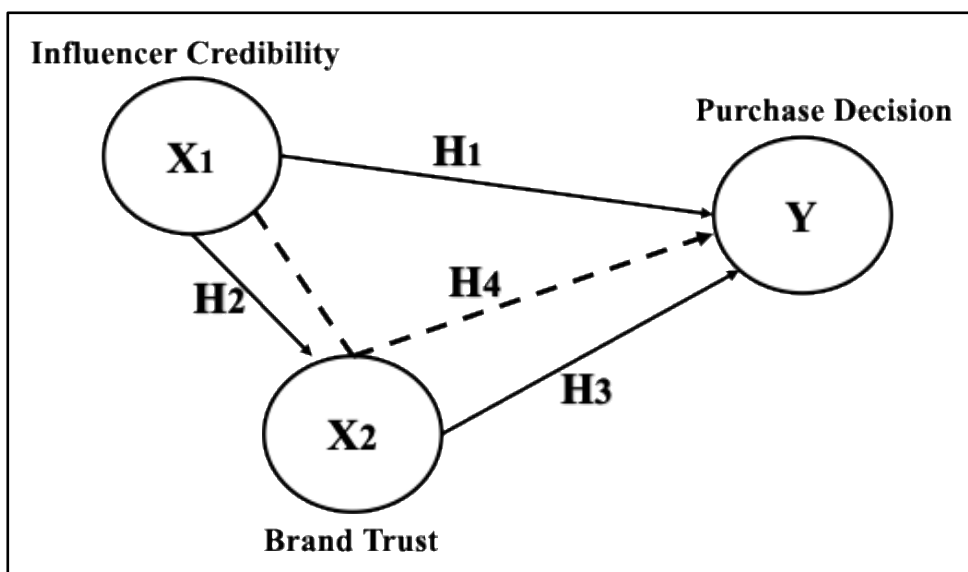 Influencer Credibility
X1
H1
Purchase Decision
Y
H2
H4
H3
X2
Brand Trust